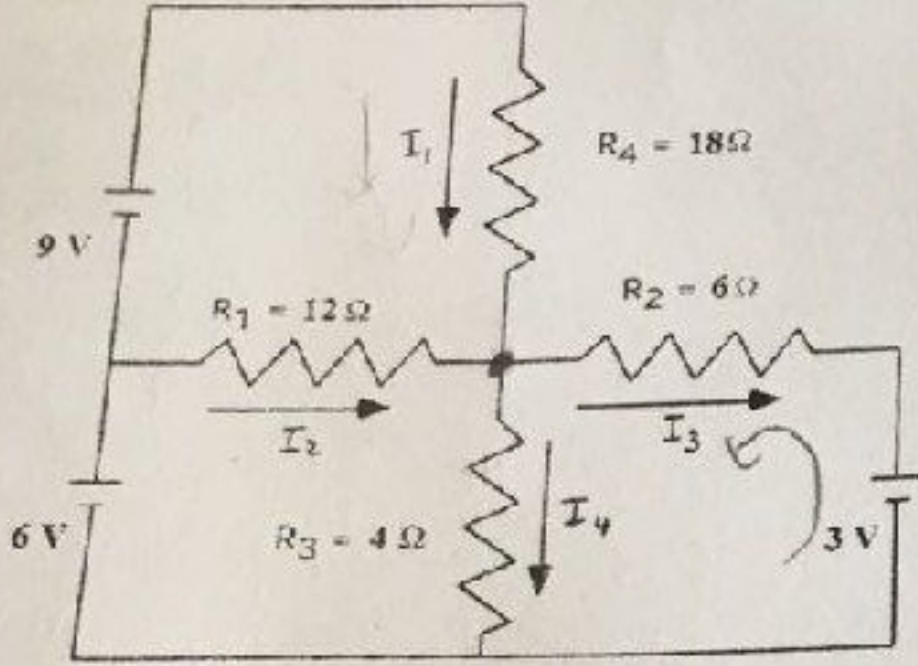 I₁
R₄ = 18Ω
9 V
R₁ = 12Ω
R₂ = 6Ω
I₂
I₃
6 V
R₃ = 4Ω
I₄
3 V